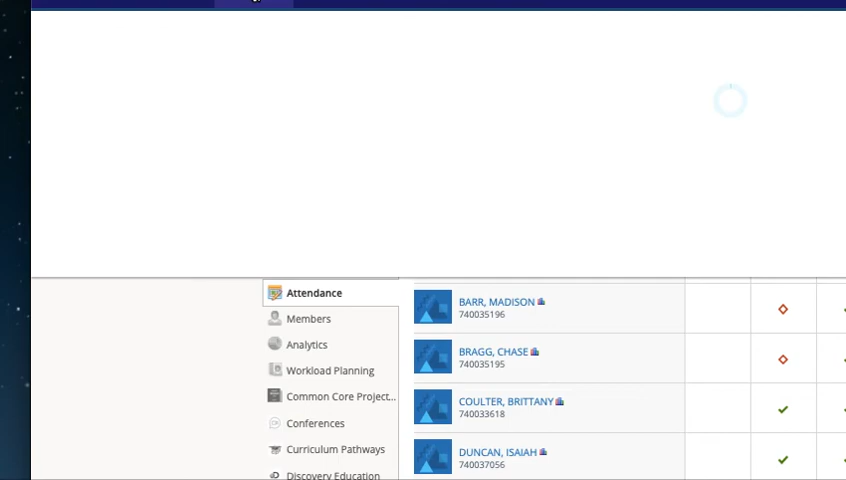 Attendance
Members
Analytics
Workload Planning
Common Core Project...
Conferences
Curriculum Pathways
Discovery Education
BARR, MADISON
740035196
BRAGG, CHASE
740035195
COULTER, BRITTANY
740033618
DUNCAN, ISAIAH
740037056